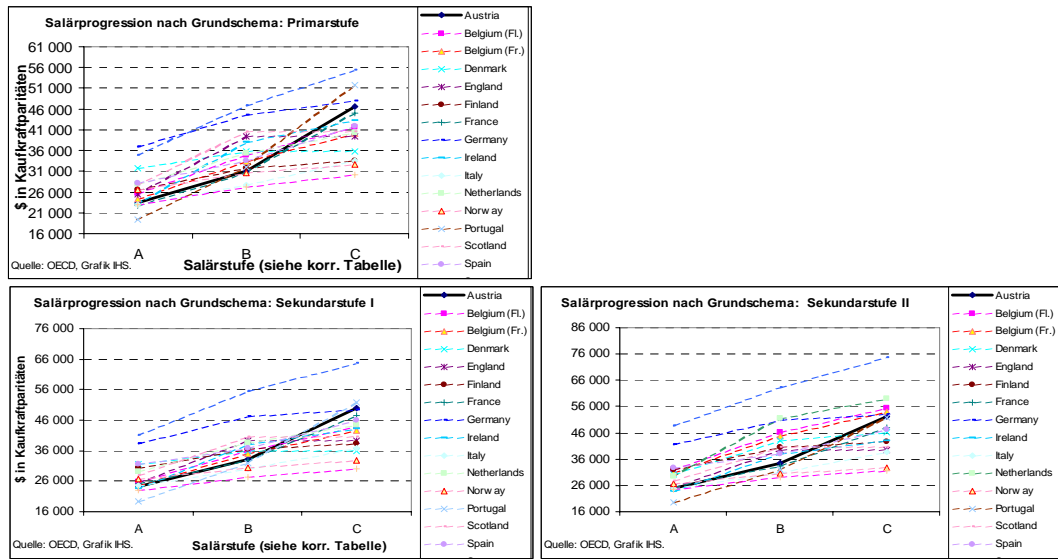 Salärprogression nach Grundschema: Primarstufe
$ in Kaufkraftparitäten
61 000
56 000
51 000
46 000
41 000
36 000
31 000
26 000
21 000
16 000
A B C
Quelle: OECD, Grafik IHS.
Salärstufe (siehe korr. Tabelle)
Austria
Belgium (Fl.)
Belgium (Fr.)
Denmark
England
Finland
France
Germany
Ireland
Italy
Netherlands
Norway
Portugal
Scotland
Spain
Salärprogression nach Grundschema: Sekundarstufe I
$ in Kaufkraftparitäten
76 000
66 000
56 000
46 000
36 000
26 000
16 000
A B C
Quelle: OECD, Grafik IHS.
Salärstufe (siehe korr. Tabelle)
Austria
Belgium (Fl.)
Belgium (Fr.)
Denmark
England
Finland
France
Germany
Ireland
Italy
Netherlands
Norway
Portugal
Scotland
Spain
Salärprogression nach Grundschema: Sekundarstufe II
86 000
76 000
66 000
56 000
46 000
36 000
26 000
16 000
A B C
Quelle: OECD, Grafik IHS.
Austria
Belgium (Fl.)
Belgium (Fr.)
Denmark
England
Finland
France
Germany
Ireland
Italy
Netherlands
Norway
Portugal
Scotland
Spain